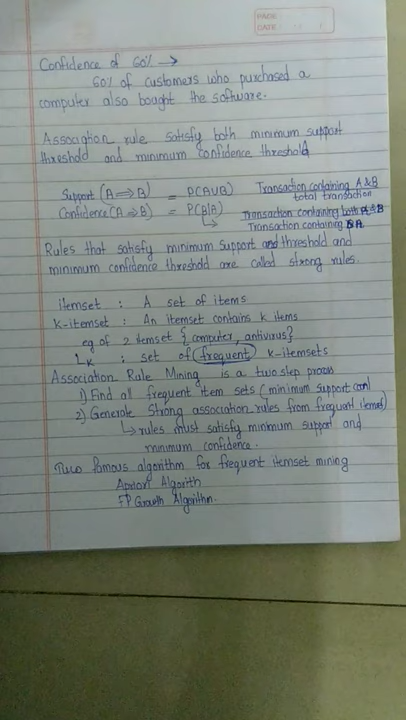 PAGE
DATE
Confidence of 60% →
60% of customers who purchased a
computer also bought the software.
Association rule satisfy both minimum support
threshold and minimum confidence threshold
Support (A ⇒ B) = P(A∪B) Transaction containing A & B
total transaction
Confidence (A ⇒ B) = P(B|A) Transaction containing both A & B
Transaction containing A.
Rules that satisfy minimum support and threshold and
minimum confidence threshold are called strong rules.
itemset : A set of items
K-itemset : An itemset contains k items
eg. of 2 itemset {computer, antivirus}
LK : set of (frequent) k-itemsets
Association Rule Mining is a two step process
1) Find all frequent item sets (minimum support
2) Generate strong association rules from frequent itemset)
↳ rules must satisfy minimum support and
minimum confidence.
Two famous algorithm for frequent itemset mining
Apriori Algorith
FP Growth Algorithm.